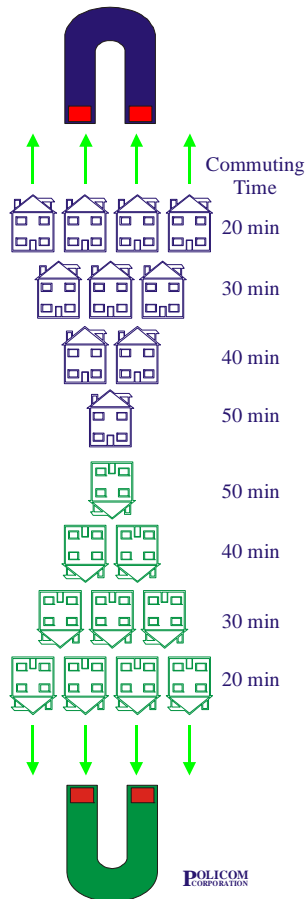 Commuting
Time
20 min
30 min
40 min
50 min
50 min
40 min
30 min
20 min
POLICOM
CORPORATION